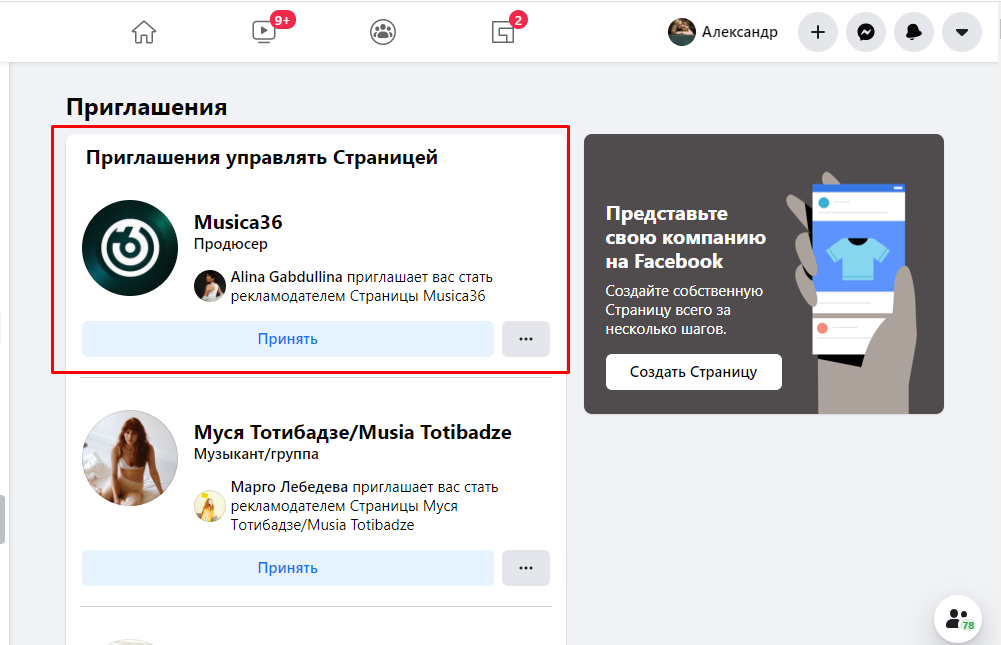 9+
2
Александр
Приглашения
Приглашения управлять Страницей
Musica36
Продюсер
Alina Gabdullina приглашает вас стать
рекламодателем Страницы Musica36
Принять
Муся Тотибадзе/Musia Totibadze
Музыкант/группа
Марго Лебедева приглашает вас стать
рекламодателем Страницы Муся
Тотибадзе/Musia Totibadze
Принять
Представьте
свою компанию
на Facebook
Создайте собственную
Страницу всего за
несколько шагов.
Создать Страницу
78